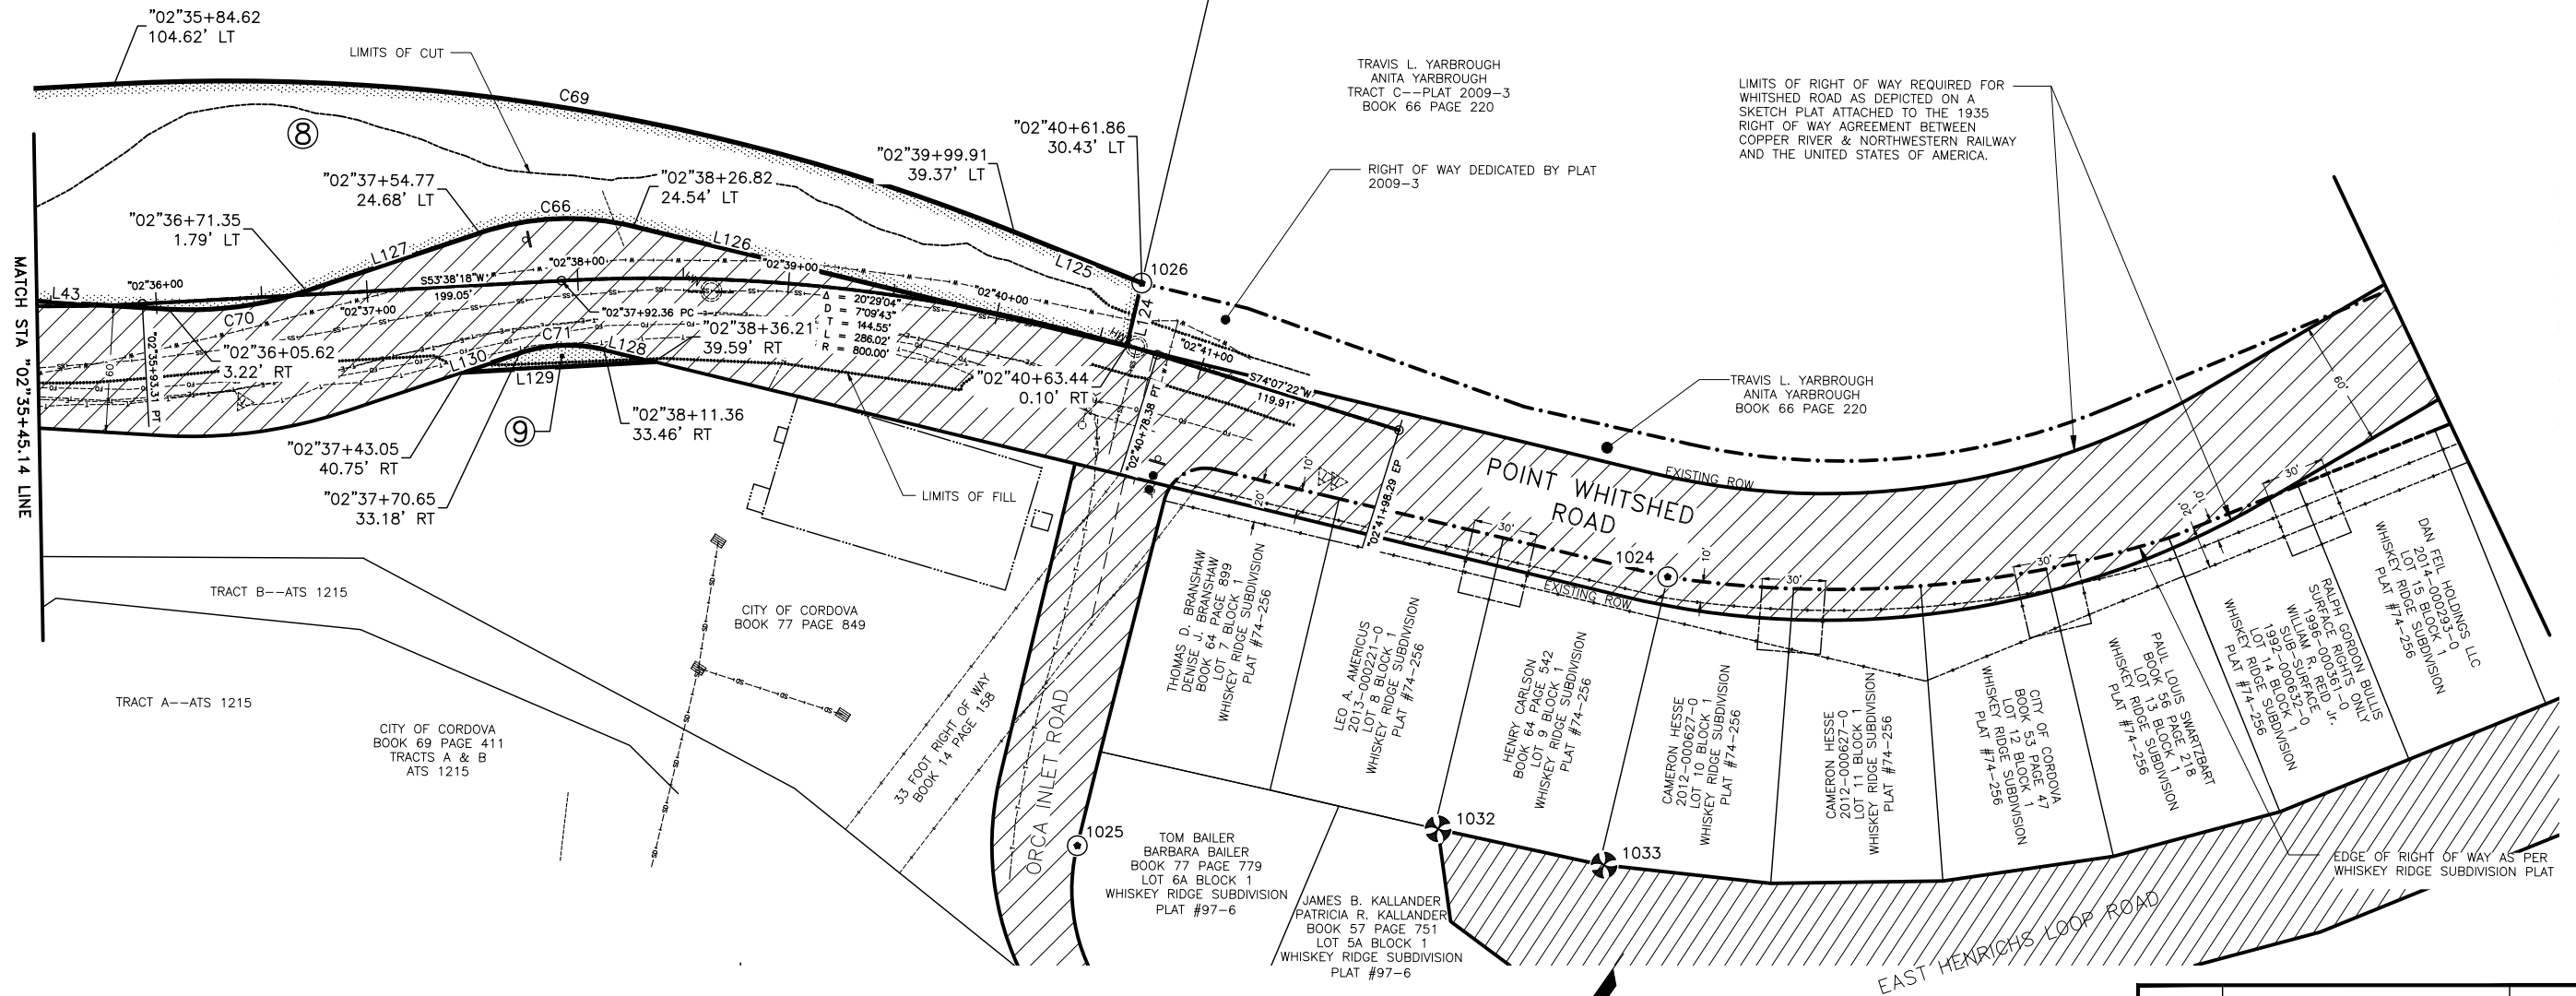 "02"35+84.62
104.62' LT
LIMITS OF CUT
C69
8
TRAVIS L. YARBROUGH
ANITA YARBROUGH
TRACT C--PLAT 2009-3
BOOK 66 PAGE 220
LIMITS OF RIGHT OF WAY REQUIRED FOR
WHITSHED ROAD AS DEPICTED ON A
SKETCH PLAT ATTACHED TO THE 1935
RIGHT OF WAY AGREEMENT BETWEEN
COPPER RIVER & NORTHWESTERN RAILWAY
AND THE UNITED STATES OF AMERICA.
"02"40+61.86
30.43' LT
"02"39+99.91
39.37' LT
RIGHT OF WAY DEDICATED BY PLAT
2009-3
"02"37+54.77
24.68' LT
"02"38+26.82
24.54' LT
"02"36+71.35
1.79' LT
C66
L127
L126
L125
1026
L124
MATCH STA "02"35+45.14 LINE
L43
"02"36+00
S53°38'18"W
199.05'
"02"38+00
"02"39+00
"02"40+00
"02"37+00
C70
"02"37+92.36 PC
Δ = 20°29'04"
D = 7°09'43"
T = 144.55'
L = 286.02'
R = 800.00'
"02"38+36.21
39.59' RT
C71
L128
L130
L129
60'
"02"35+93.31 PT
"02"36+05.62
3.22' RT
"02"41+00
S74°07'22"W
119.91'
"02"40+63.44
0.10' RT
"02"40+78.38 PT
"02"41+98.29 EP
TRAVIS L. YARBROUGH
ANITA YARBROUGH
BOOK 66 PAGE 220
60'
"02"38+11.36
33.46' RT
9
"02"37+43.05
40.75' RT
"02"37+70.65
33.18' RT
LIMITS OF FILL
POINT WHITSHED
ROAD
EXISTING ROW
EXISTING ROW
20'
10'
30'
1024
10'
30'
30'
20'
10'
30'
TRACT B--ATS 1215
CITY OF CORDOVA
BOOK 77 PAGE 849
TRACT A--ATS 1215
CITY OF CORDOVA
BOOK 69 PAGE 411
TRACTS A & B
ATS 1215
33 FOOT RIGHT OF WAY
BOOK 14 PAGE 158
ORCA INLET ROAD
1025
THOMAS D. BRANSHAW
DENISE J. BRANSHAW
BOOK 64 PAGE 899
LOT 7 BLOCK 1
WHISKEY RIDGE SUBDIVISION
PLAT #74-256
LEO A. AMERICUS
2013-000221-0
LOT 8 BLOCK 1
WHISKEY RIDGE SUBDIVISION
PLAT #74-256
HENRY CARLSON
BOOK 64 PAGE 542
LOT 9 BLOCK 1
WHISKEY RIDGE SUBDIVISION
PLAT #74-256
CAMERON HESSE
2012-000627-0
LOT 10 BLOCK 1
WHISKEY RIDGE SUBDIVISION
PLAT #74-256
CAMERON HESSE
2012-000627-0
LOT 11 BLOCK 1
WHISKEY RIDGE SUBDIVISION
PLAT #74-256
CITY OF CORDOVA
BOOK 53 PAGE 47
LOT 12 BLOCK 1
WHISKEY RIDGE SUBDIVISION
PLAT #74-256
PAUL LOUIS SWARTZBART
BOOK 56 PAGE 218
LOT 13 BLOCK 1
WHISKEY RIDGE SUBDIVISION
PLAT #74-256
RALPH GORDON BULLIS
SURFACE RIGHTS ONLY
1996-000361-0
WILLIAM R. REID Jr.
SUB-SURFACE
1992-000632-0
LOT 14 BLOCK 1
WHISKEY RIDGE SUBDIVISION
PLAT #74-256
DAN FEIL HOLDINGS LLC
2014-000293-0
LOT 15 BLOCK 1
WHISKEY RIDGE SUBDIVISION
PLAT #74-256
1032
1033
TOM BAILER
BARBARA BAILER
BOOK 77 PAGE 779
LOT 6A BLOCK 1
WHISKEY RIDGE SUBDIVISION
PLAT #97-6
JAMES B. KALLANDER
PATRICIA R. KALLANDER
BOOK 57 PAGE 751
LOT 5A BLOCK 1
WHISKEY RIDGE SUBDIVISION
PLAT #97-6
EDGE OF RIGHT OF WAY AS PER
WHISKEY RIDGE SUBDIVISION PLAT
EAST HENRICHS LOOP ROAD